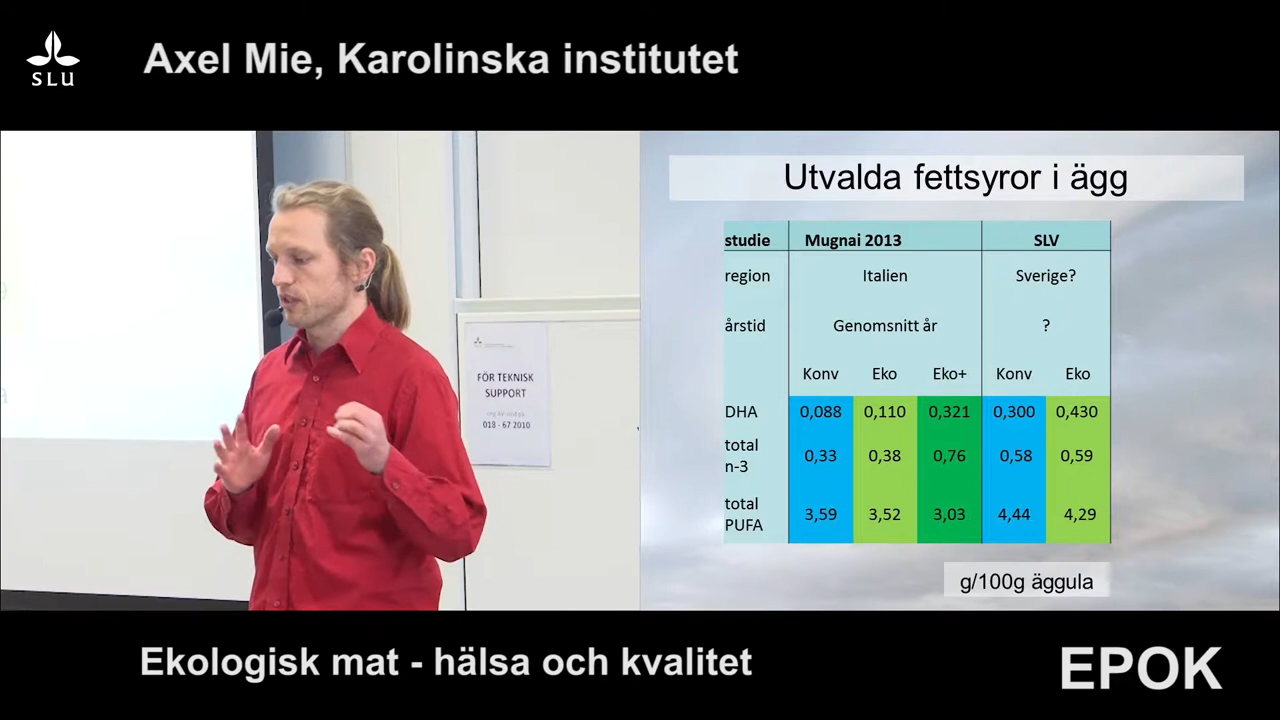 SLU
Axel Mie, Karolinska institutet
FÖR TEKNISK
SUPPORT
018 - 67 2010
Utvalda fettsyror i ägg
studie Mugnai 2013 SLV
region Italien Sverige?
årstid Genomsnitt år ?
Konv Eko Eko+ Konv Eko
DHA 0,088 0,110 0,321 0,300 0,430
total
n-3 0,33 0,38 0,76 0,58 0,59
total
PUFA 3,59 3,52 3,03 4,44 4,29
g/100g äggula
Ekologisk mat - hälsa och kvalitet
EPOK